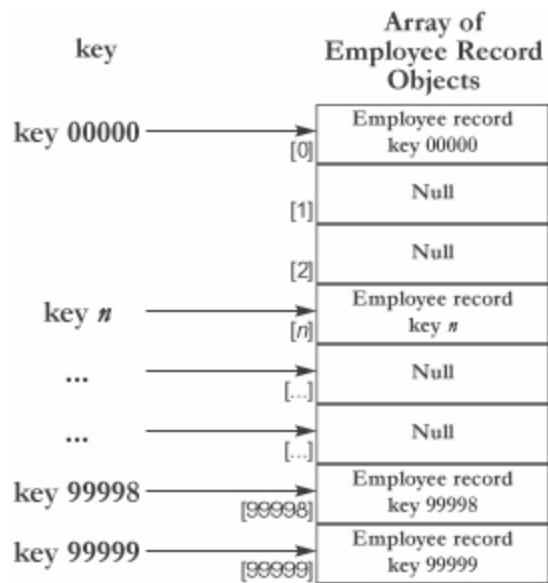 key
Array of
Employee Record
Objects
key 00000
[0]
Employee record
key 00000
[1]
Null
[2]
Null
key n
[n]
Employee record
key n
...
[...]
Null
...
[...]
Null
key 99998
[99998]
Employee record
key 99998
key 99999
[99999]
Employee record
key 99999